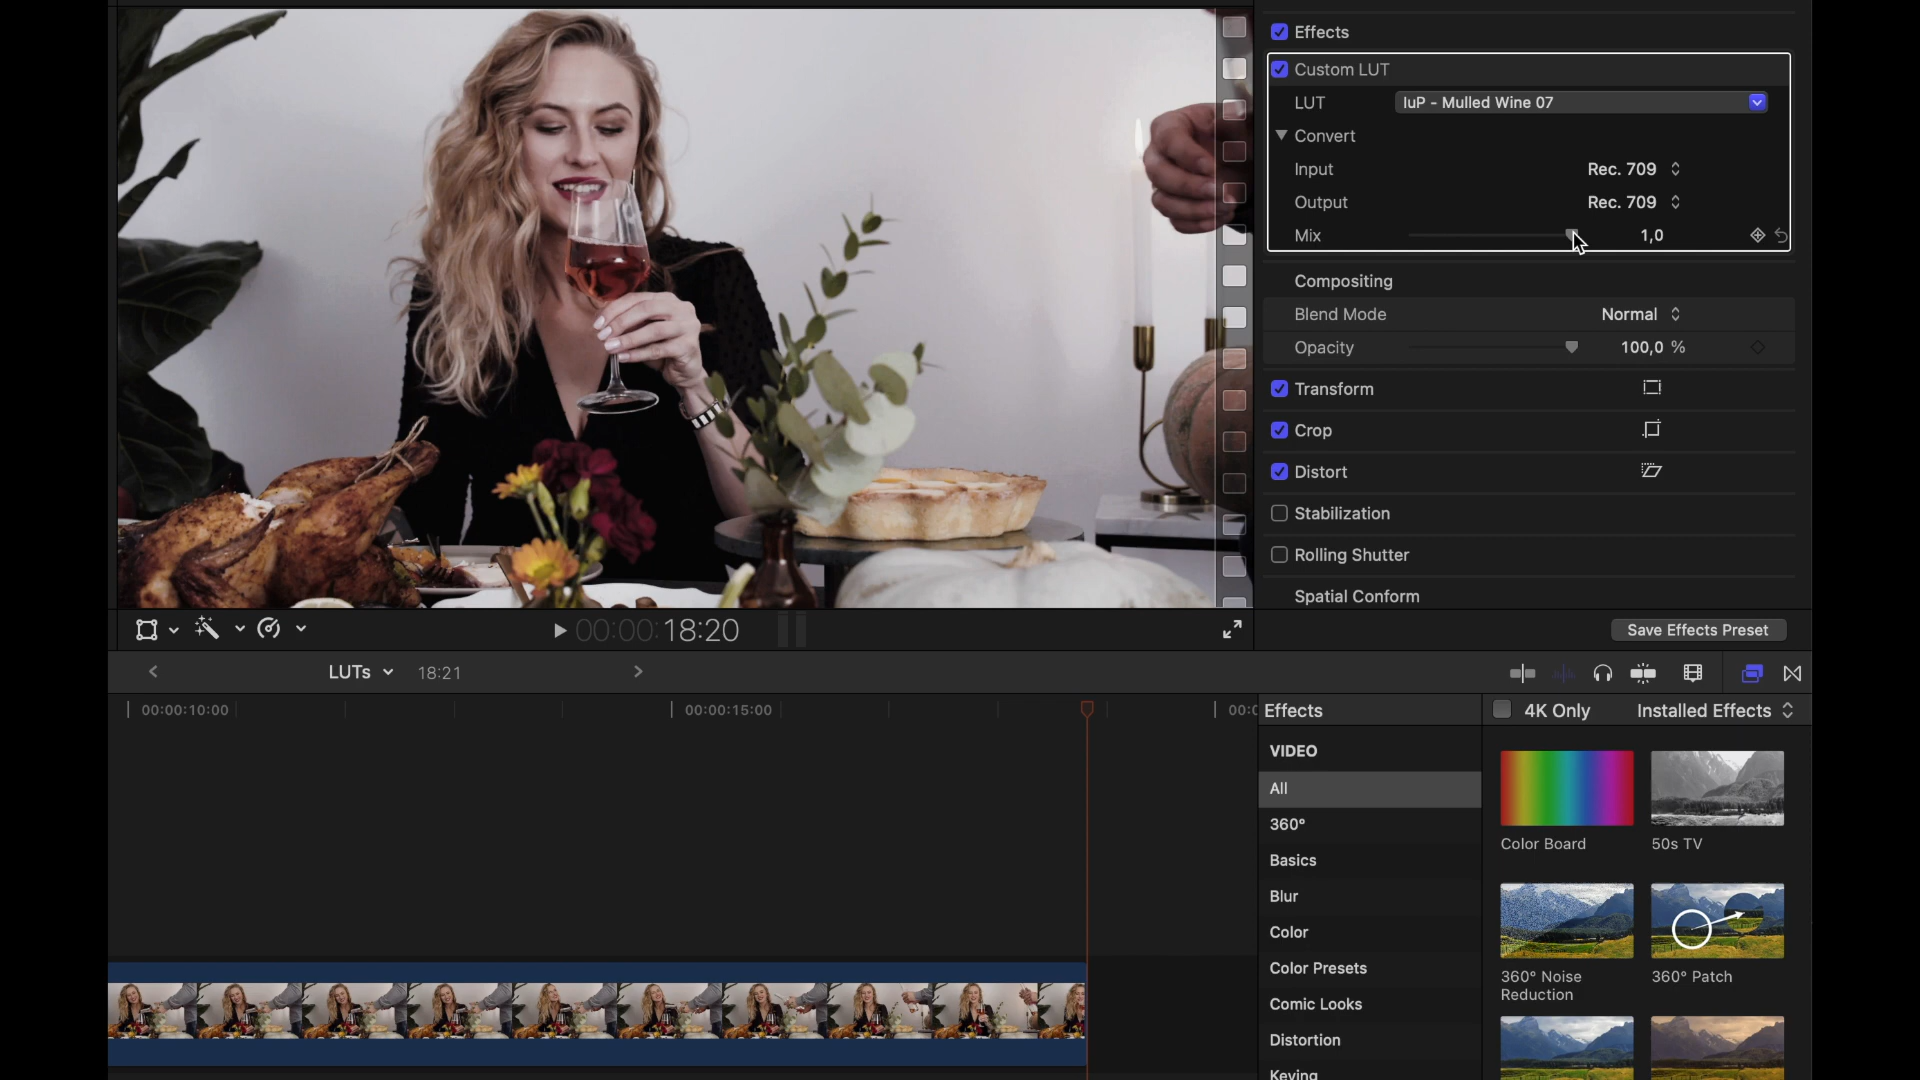 Effects
Custom LUT
LUT IuP - Mulled Wine 07
Convert
Input Rec. 709
Output Rec. 709
Mix 1,0
Compositing
Blend Mode Normal
Opacity 100,0 %
Transform
Crop
Distort
Stabilization
Rolling Shutter
Spatial Conform
00:00:18:20
Save Effects Preset
LUTs 18:21
00:00:10:00 00:00:15:00 00:0
Effects 4K Only Installed Effects
VIDEO
All
360°
Basics
Blur
Color
Color Presets
Comic Looks
Distortion
Keying
Color Board 50s TV
360° Noise
Reduction
360° Patch